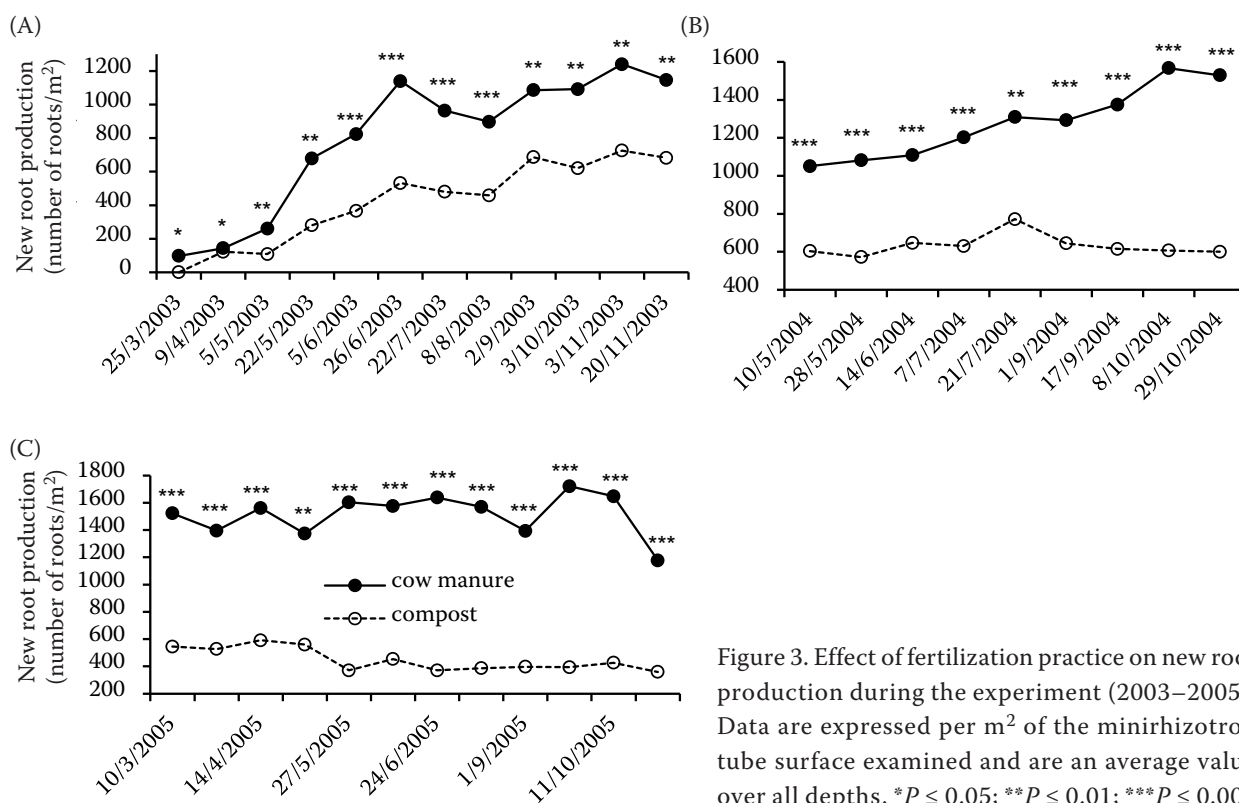 (A)
New root production
(number of roots/m²)
1200
1000
800
600
400
200
0
* * ** ** *** *** *** *** ** ** ** **
25/3/2003 9/4/2003 5/5/2003 22/5/2003 5/6/2003 26/6/2003 22/7/2003 8/8/2003 2/9/2003 3/10/2003 3/11/2003 20/11/2003
(B)
1600
1400
1200
1000
800
600
400
*** *** *** *** ** *** *** *** ***
10/5/2004 28/5/2004 14/6/2004 7/7/2004 21/7/2004 1/9/2004 17/9/2004 8/10/2004 29/10/2004
(C)
New root production
(number of roots/m²)
1800
1600
1400
1200
1000
800
600
400
200
*** *** *** ** *** *** *** *** *** *** *** ***
cow manure
compost
10/3/2005 14/4/2005 27/5/2005 24/6/2005 1/9/2005 11/10/2005
Figure 3. Effect of fertilization practice on new roo
production during the experiment (2003–2005
Data are expressed per m² of the minirhizotro
tube surface examined and are an average valu
over all depths. *P ≤ 0.05; **P ≤ 0.01; ***P ≤ 0.00